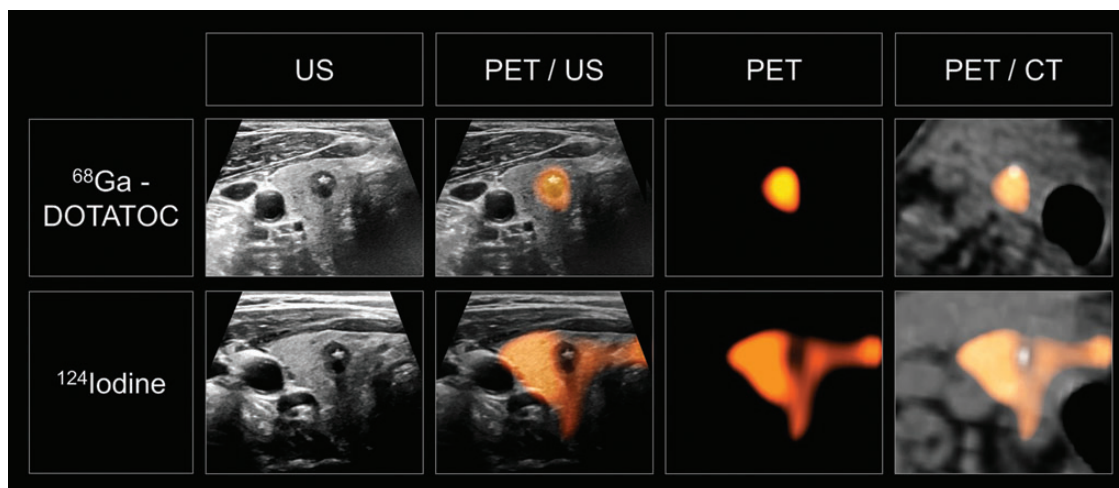 US
PET / US
PET
PET / CT
⁶⁸Ga -
DOTATOC
¹²⁴Iodine